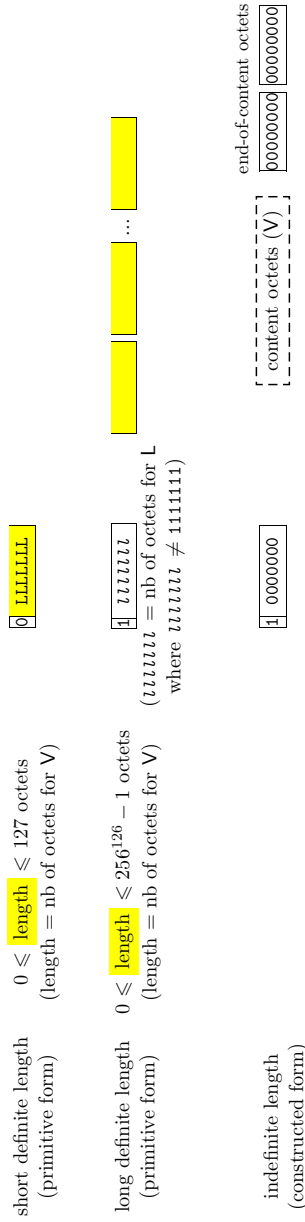 short definite length
(primitive form)
0 ⩽ length ⩽ 127 octets
(length = nb of octets for V)
0 LLLLLLL
long definite length
(primitive form)
0 ⩽ length ⩽ 256^126 − 1 octets
(length = nb of octets for V)
1 lllllll
...
(lllllll = nb of octets for L
where lllllll ≠ 1111111)
indefinite length
(constructed form)
1 0000000
content octets (V)
end-of-content octets
00000000 00000000